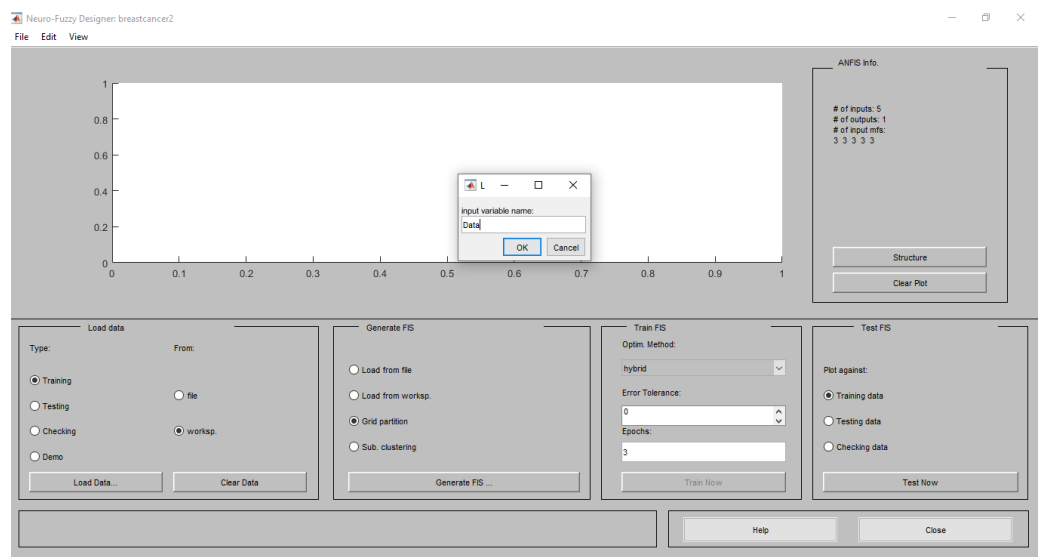 Neuro-Fuzzy Designer: breastcancer2
File Edit View
1
0.8
0.6
0.4
0.2
0
0 0.1 0.2 0.3 0.4 0.5 0.6 0.7 0.8 0.9 1
L
input variable name:
Data
OK Cancel
ANFIS Info.
# of inputs: 5
# of outputs: 1
# of input mfs:
3 3 3 3 3
Structure
Clear Plot
Load data
Type: From:
Training
file
Testing
Checking
worksp.
Demo
Load Data... Clear Data
Generate FIS
Load from file
Load from worksp.
Grid partition
Sub. clustering
Generate FIS ...
Train FIS
Optim. Method:
hybrid
Error Tolerance:
0
Epochs:
3
Train Now
Test FIS
Plot against:
Training data
Testing data
Checking data
Test Now
Help Close